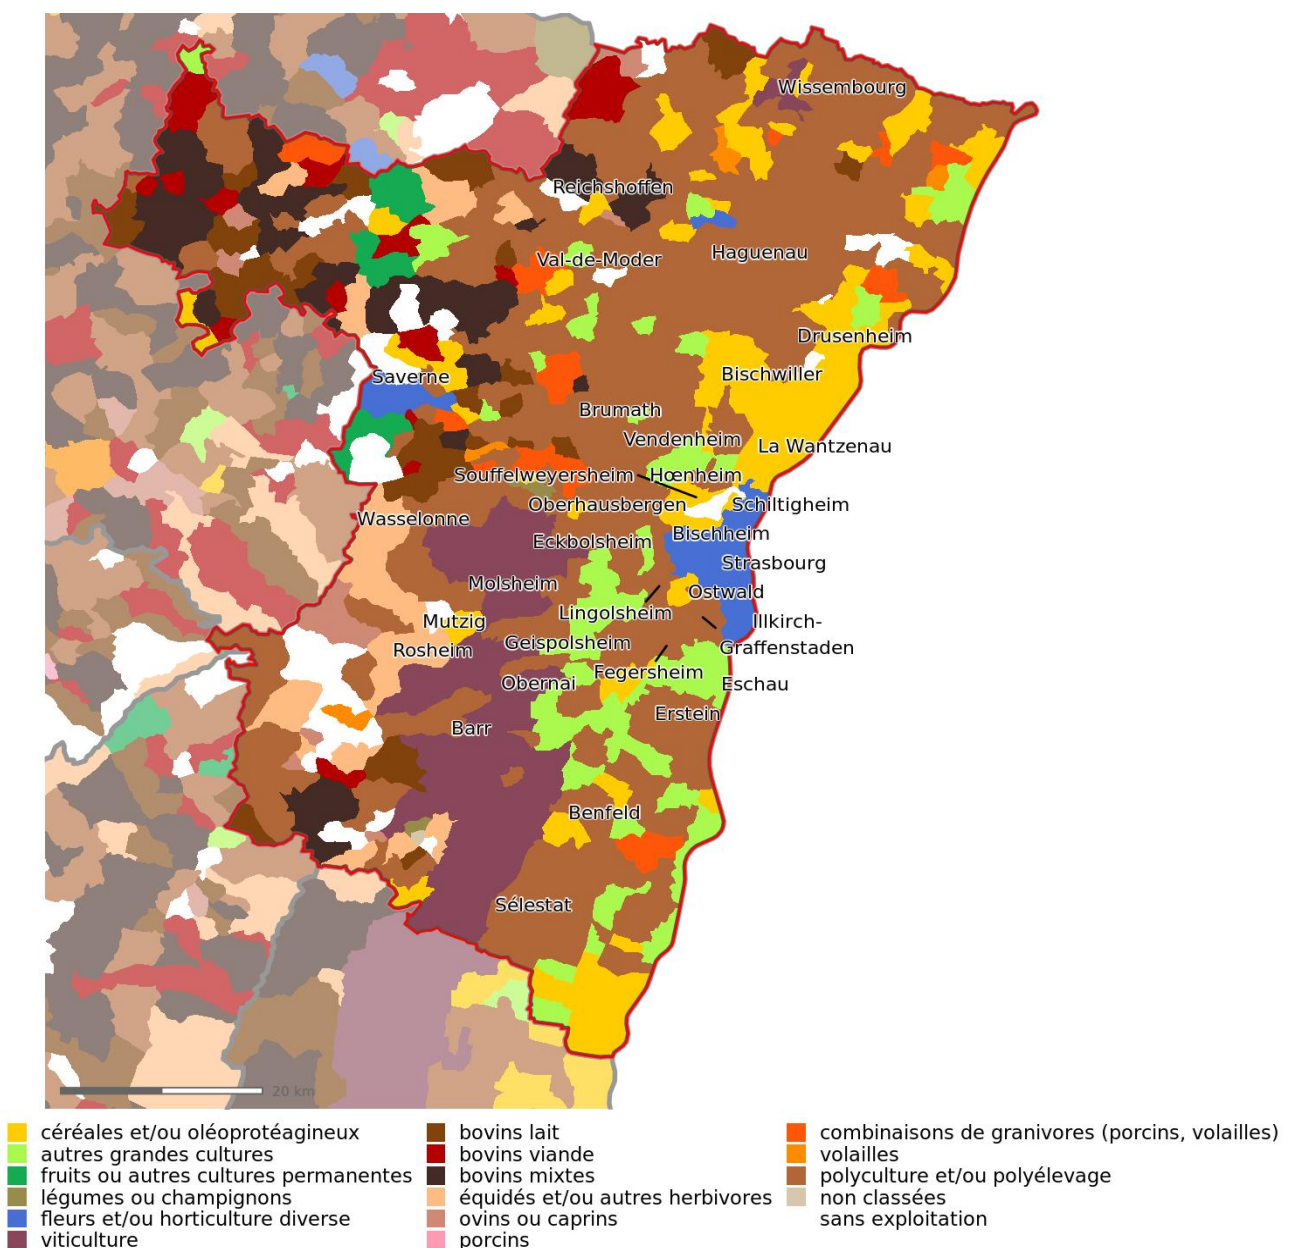 Wissembourg
Reichshoffen
Haguenau
Val-de-Moder
Drusenheim
Bischwiller
Saverne
Brumath
Vendenheim
La Wantzenau
Souffelweyersheim
Hœnheim
Oberhausbergen
Schiltigheim
Wasselonne
Bischheim
Eckbolsheim
Strasbourg
Molsheim
Ostwald
Lingolsheim
Mutzig
Illkirch-
Graffenstaden
Geispolsheim
Rosheim
Fegersheim
Obernai
Eschau
Erstein
Barr
Benfeld
Sélestat
20 km
céréales et/ou oléoprotéagineux
autres grandes cultures
fruits ou autres cultures permanentes
légumes ou champignons
fleurs et/ou horticulture diverse
viticulture
bovins lait
bovins viande
bovins mixtes
équidés et/ou autres herbivores
ovins ou caprins
porcins
combinaisons de granivores (porcins, volailles)
volailles
polyculture et/ou polyélevage
non classées
sans exploitation